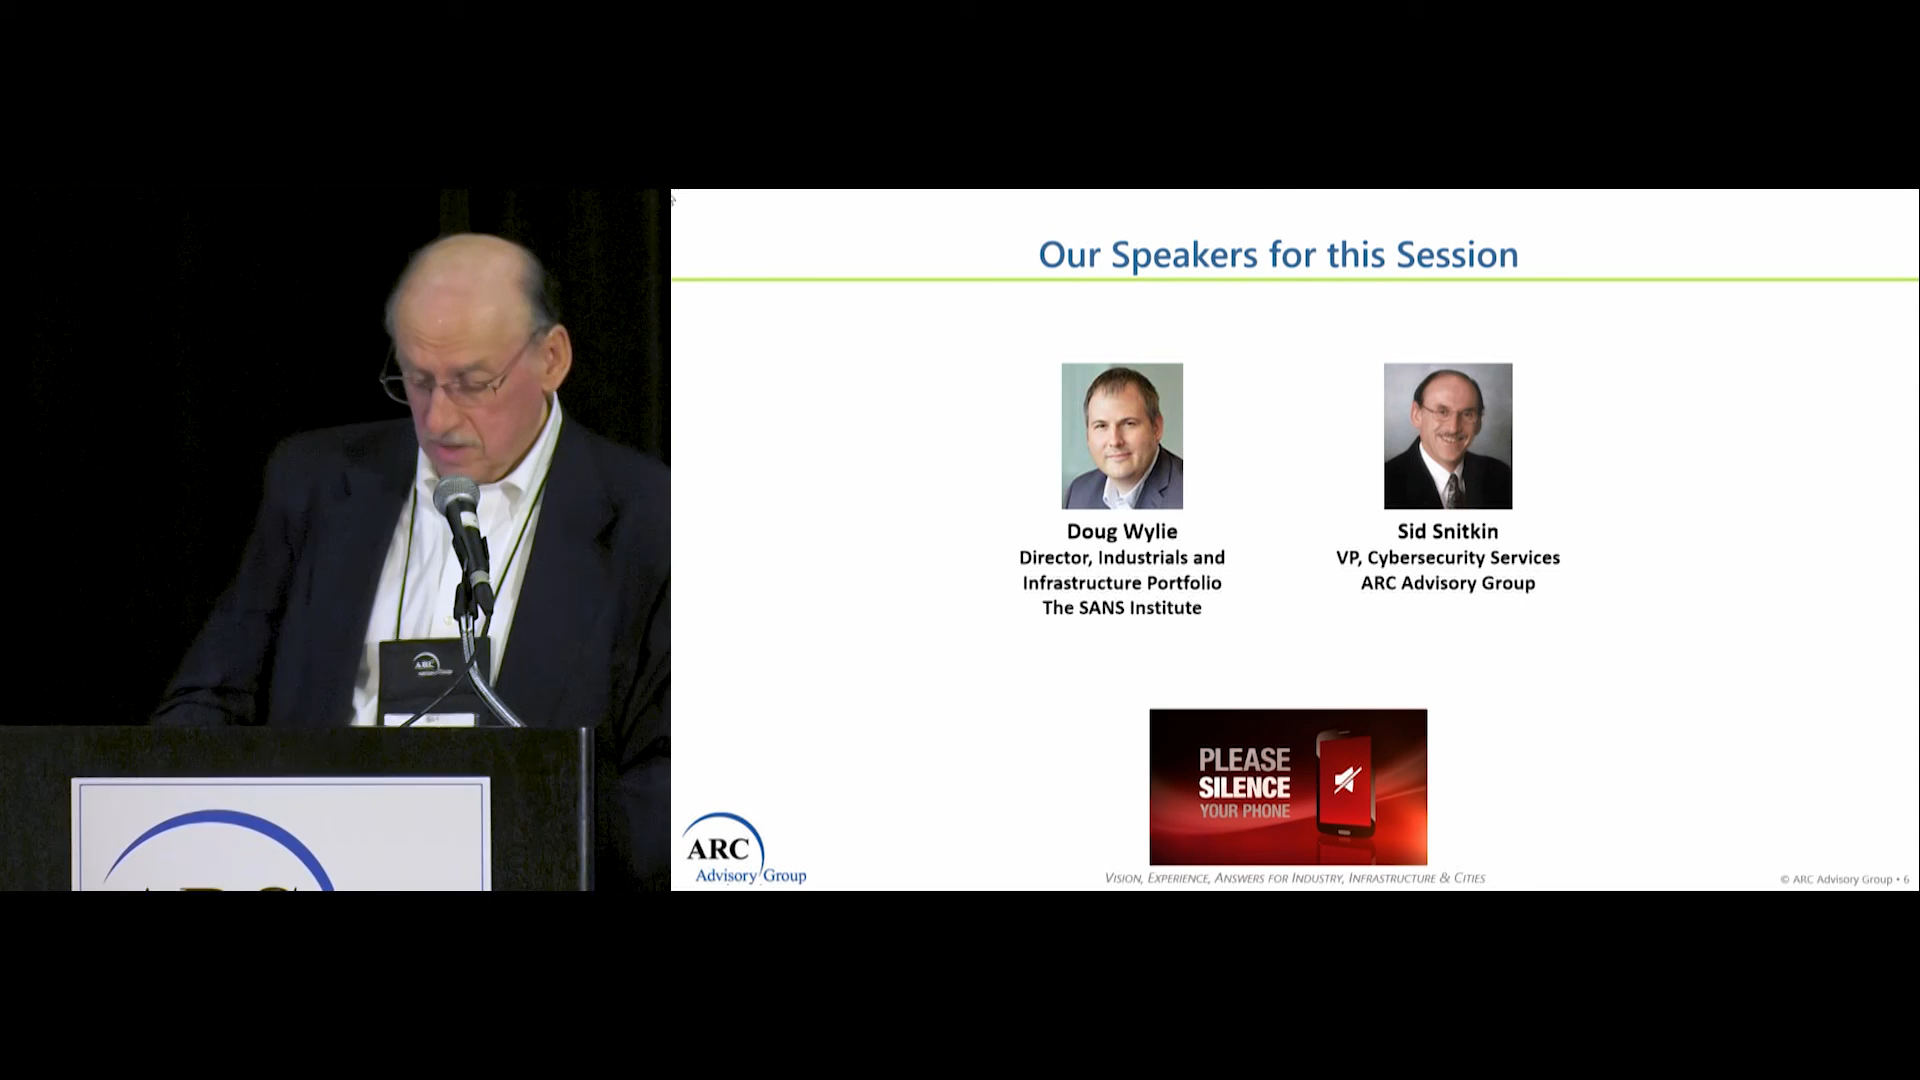 Our Speakers for this Session
Doug Wylie
Director, Industrials and
Infrastructure Portfolio
The SANS Institute
Sid Snitkin
VP, Cybersecurity Services
ARC Advisory Group
PLEASE
SILENCE
YOUR PHONE
ARC
Advisory Group
Vision, Experience, Answers for Industry, Infrastructure & Cities
© ARC Advisory Group • 6
ARC